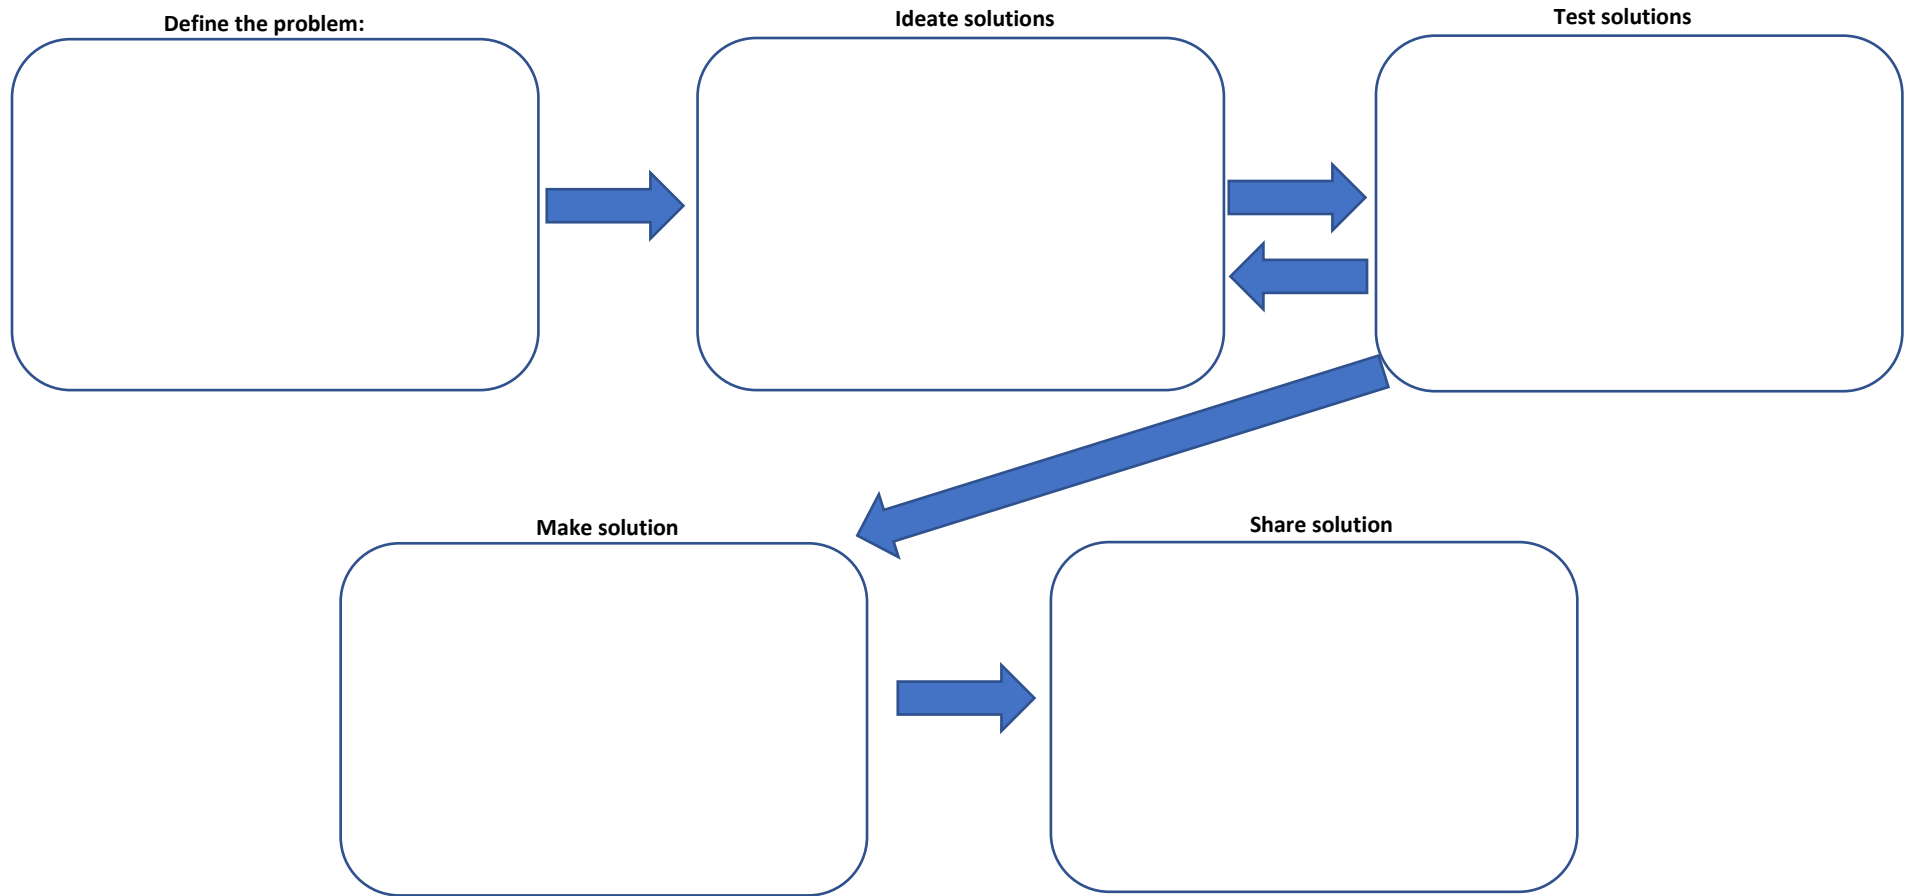 Define the problem:
Ideate solutions
Test solutions
Make solution
Share solution